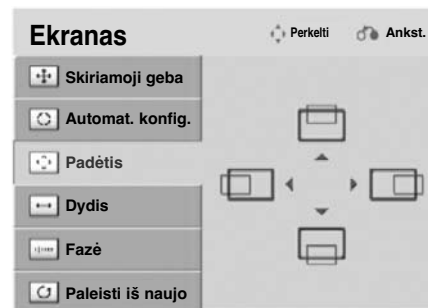 Ekranas
Perkelti
Ankst.
Skiriamoji geba
Automat. konfig.
Padėtis
Dydis
Fazė
Paleisti iš naujo